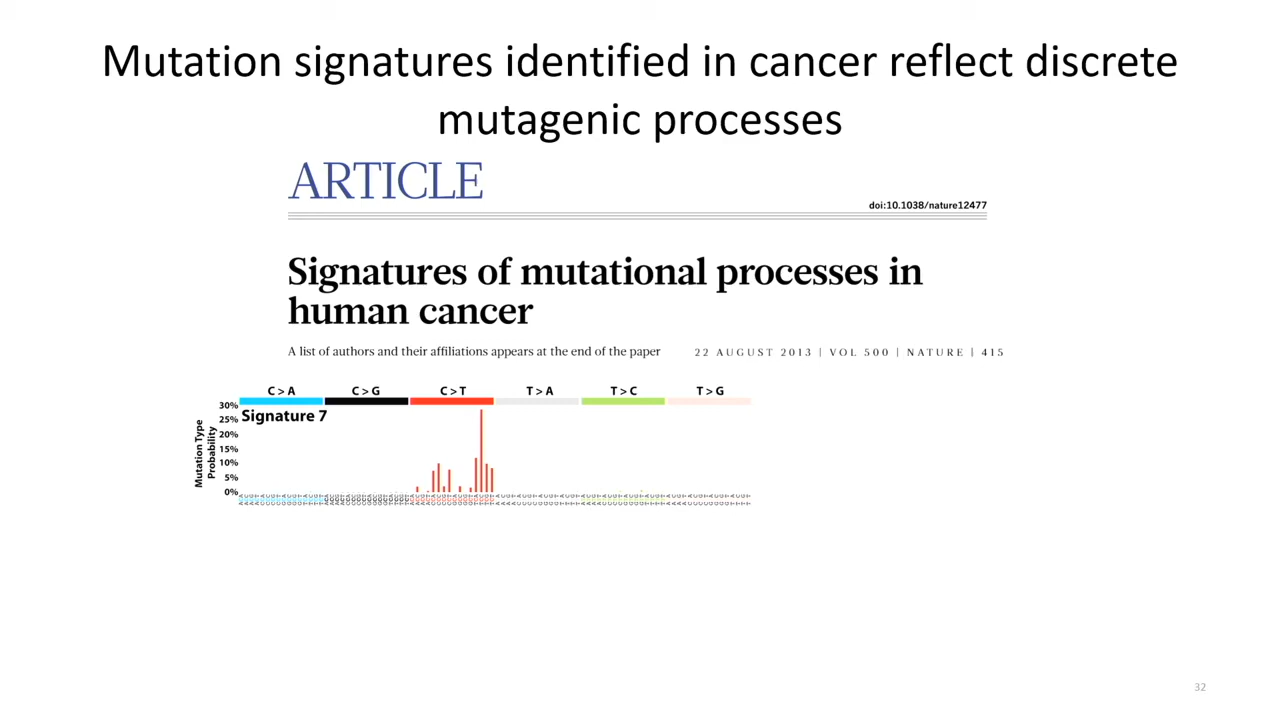 Mutation signatures identified in cancer reflect discrete
mutagenic processes
ARTICLE
doi:10.1038/nature12477
Signatures of mutational processes in
human cancer
A list of authors and their affiliations appears at the end of the paper
22 AUGUST 2013 | VOL 500 | NATURE | 415
C > A C > G C > T T > A T > C T > G
Signature 7
Mutation Type
Probability
30%
25%
20%
15%
10%
5%
0%
32